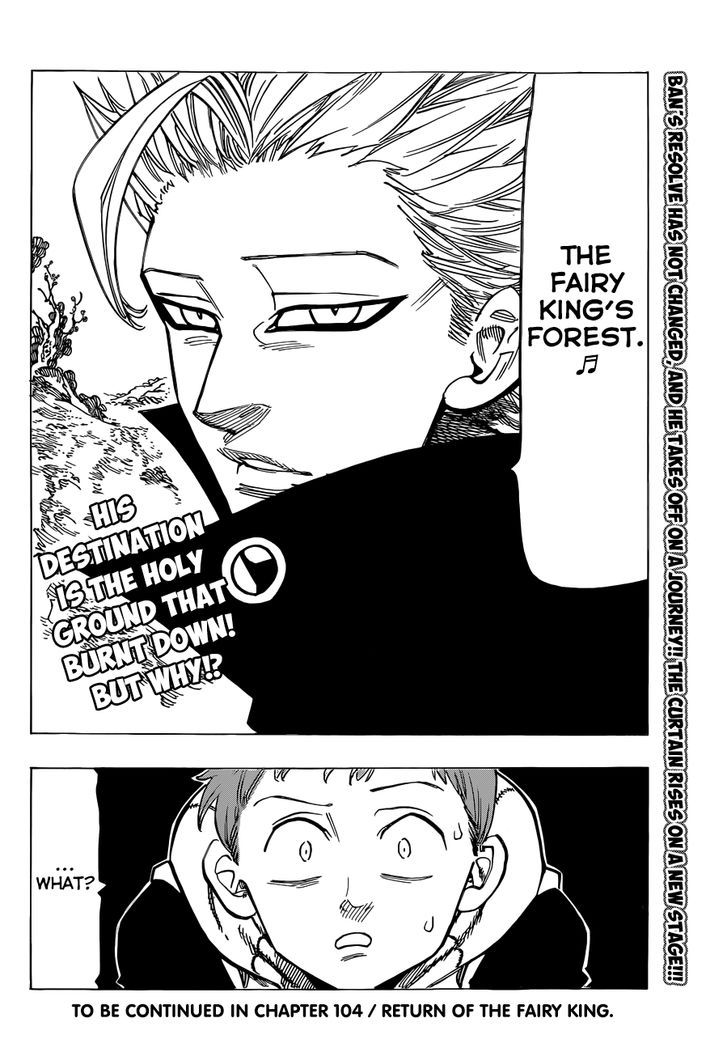 BAN'S RESOLVE HAS NOT CHANGED, AND HE TAKES OFF ON A JOURNEY!! THE CURTAIN RISES ON A NEW STAGE!!!
THE
FAIRY
KING'S
FOREST.
♫
HIS
DESTINATION
IS THE HOLY
GROUND THAT
BURNT DOWN!
BUT WHY!?
...
WHAT?
TO BE CONTINUED IN CHAPTER 104 / RETURN OF THE FAIRY KING.